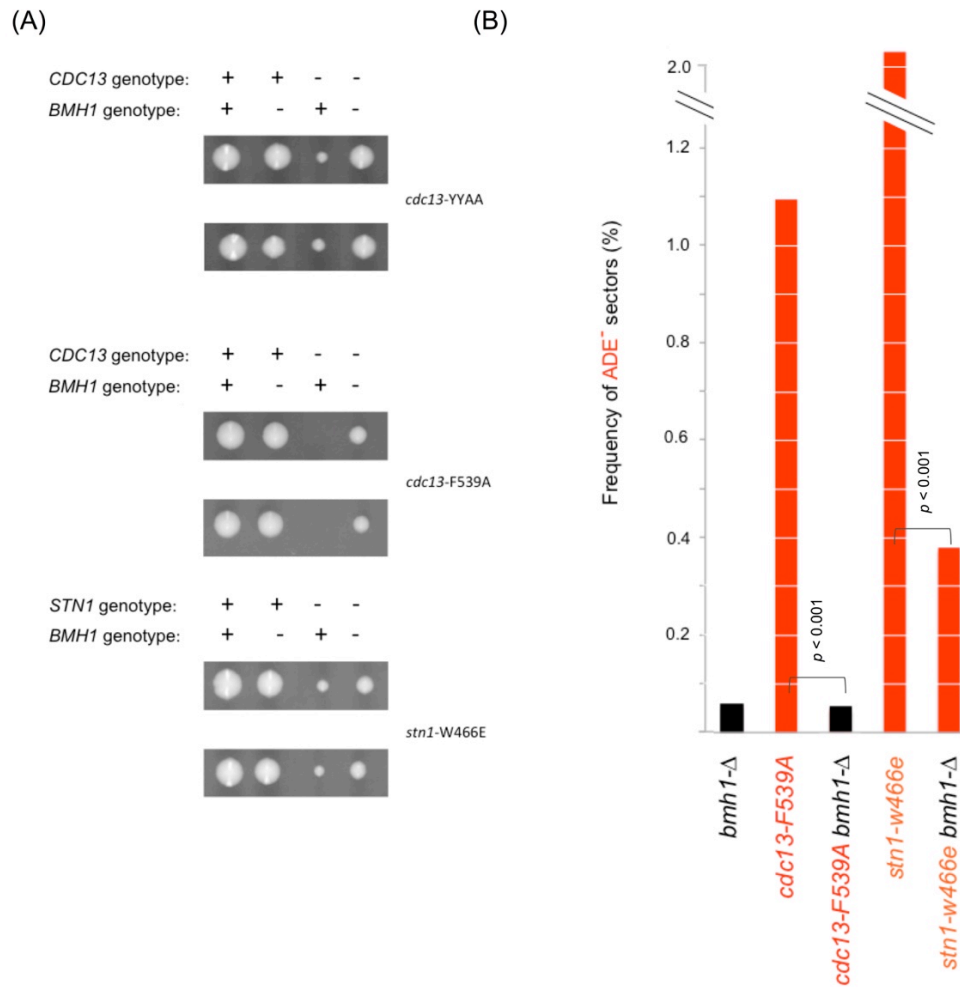 (A)
CDC13 genotype: + + - -
BMH1 genotype: + - + -
cdc13-YYAA
CDC13 genotype: + + - -
BMH1 genotype: + - + -
cdc13-F539A
STN1 genotype: + + - -
BMH1 genotype: + - + -
stn1-W466E
(B)
Frequency of ADE⁻ sectors (%)
2.0
1.2
1.0
0.8
0.6
0.4
0.2
p < 0.001
p < 0.001
bmh1-Δ
cdc13-F539A
cdc13-F539A bmh1-Δ
stn1-w466e
stn1-w466e bmh1-Δ